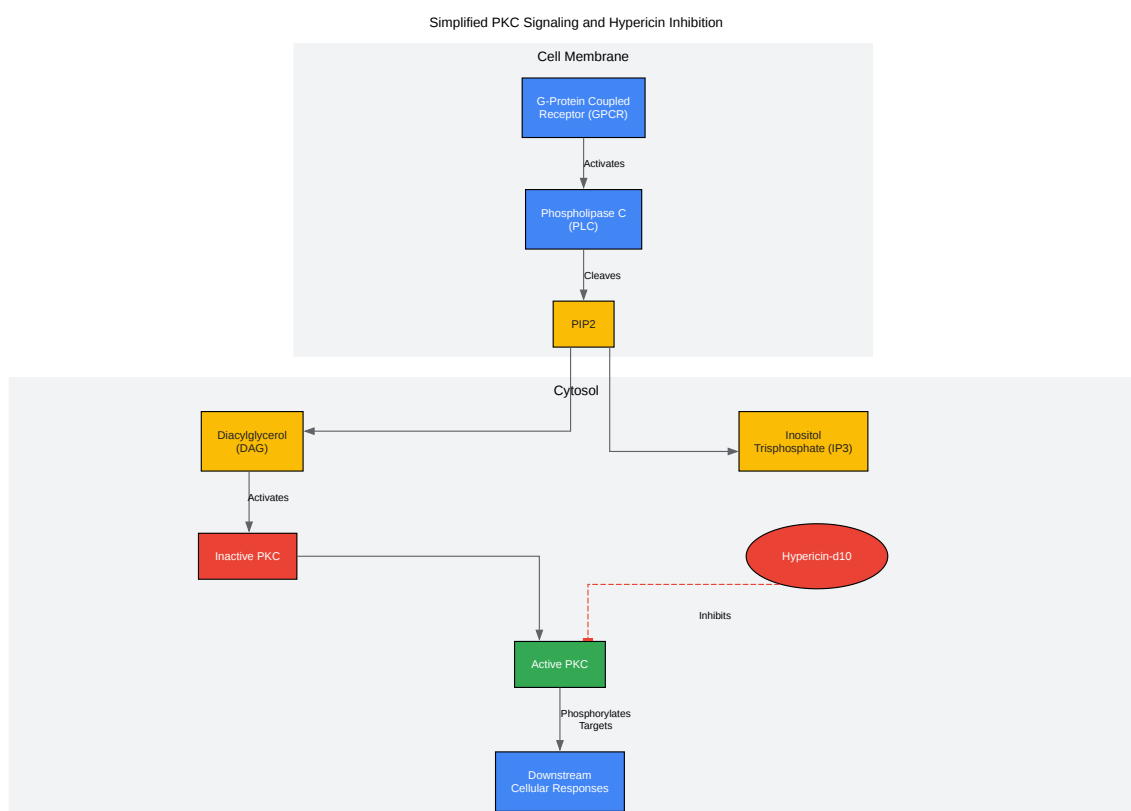 Simplified PKC Signaling and Hypericin Inhibition
Cell Membrane
G-Protein Coupled
Receptor (GPCR)
Activates
Phospholipase C
(PLC)
Cleaves
PIP2
Cytosol
Diacylglycerol
(DAG)
Inositol
Trisphosphate (IP3)
Activates
Inactive PKC
Hypericin-d10
Inhibits
Active PKC
Phosphorylates
Targets
Downstream
Cellular Responses